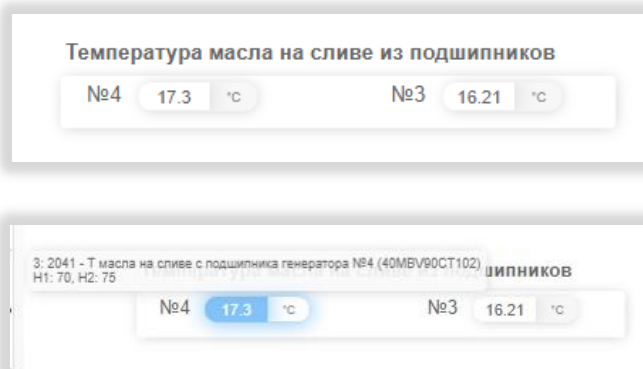 Температура масла на сливе из подшипников
№4 17.3 °C №3 16.21 °C
3: 2041 - Т масла на сливе с подшипника генератора №4 (40MBV90CT102)
H1: 70, H2: 75
ИПНИКОВ
№4 17.3 °C №3 16.21 °C